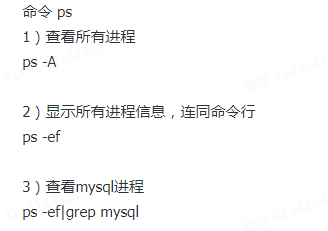 命令 ps
1）查看所有进程
ps -A
2）显示所有进程信息，连同命令行
ps -ef
3）查看mysql进程
ps -ef|grep mysql